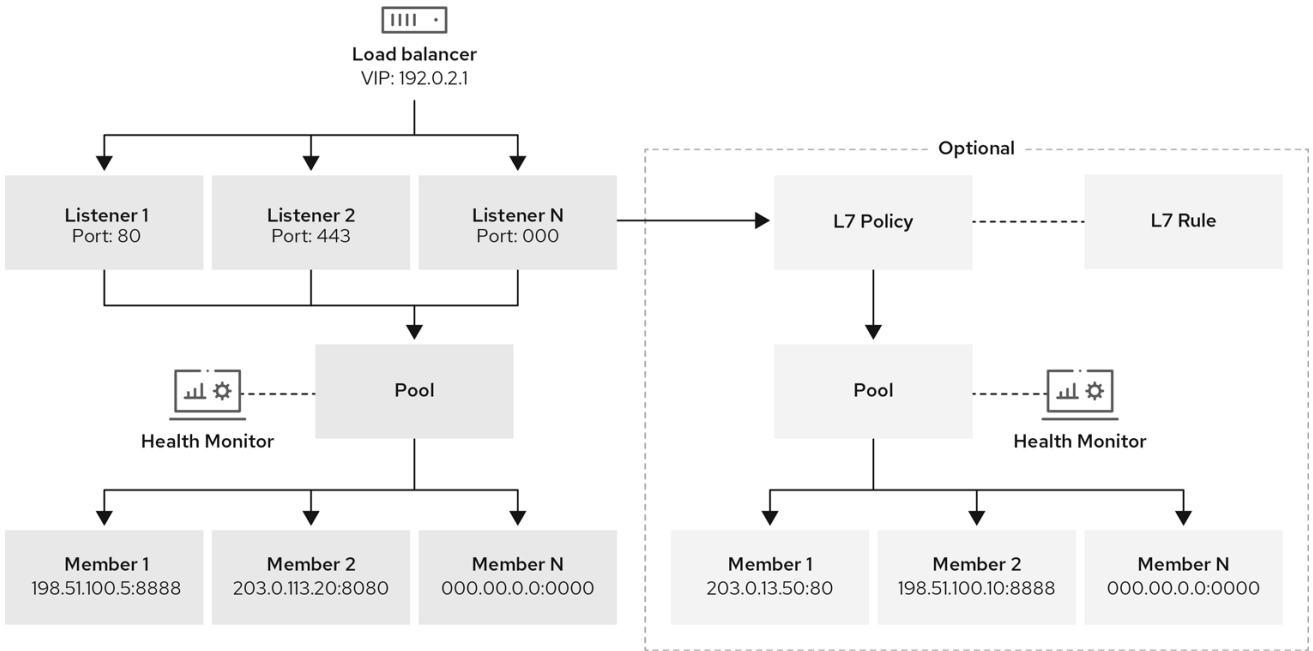 Load balancer
VIP: 192.0.2.1
Optional
Listener 1
Port: 80
Listener 2
Port: 443
Listener N
Port: 000
L7 Policy
L7 Rule
Pool
Health Monitor
Pool
Health Monitor
Member 1
198.51.100.5:8888
Member 2
203.0.113.20:8080
Member N
000.00.0.0:0000
Member 1
203.0.13.50:80
Member 2
198.51.100.10:8888
Member N
000.00.0.0:0000